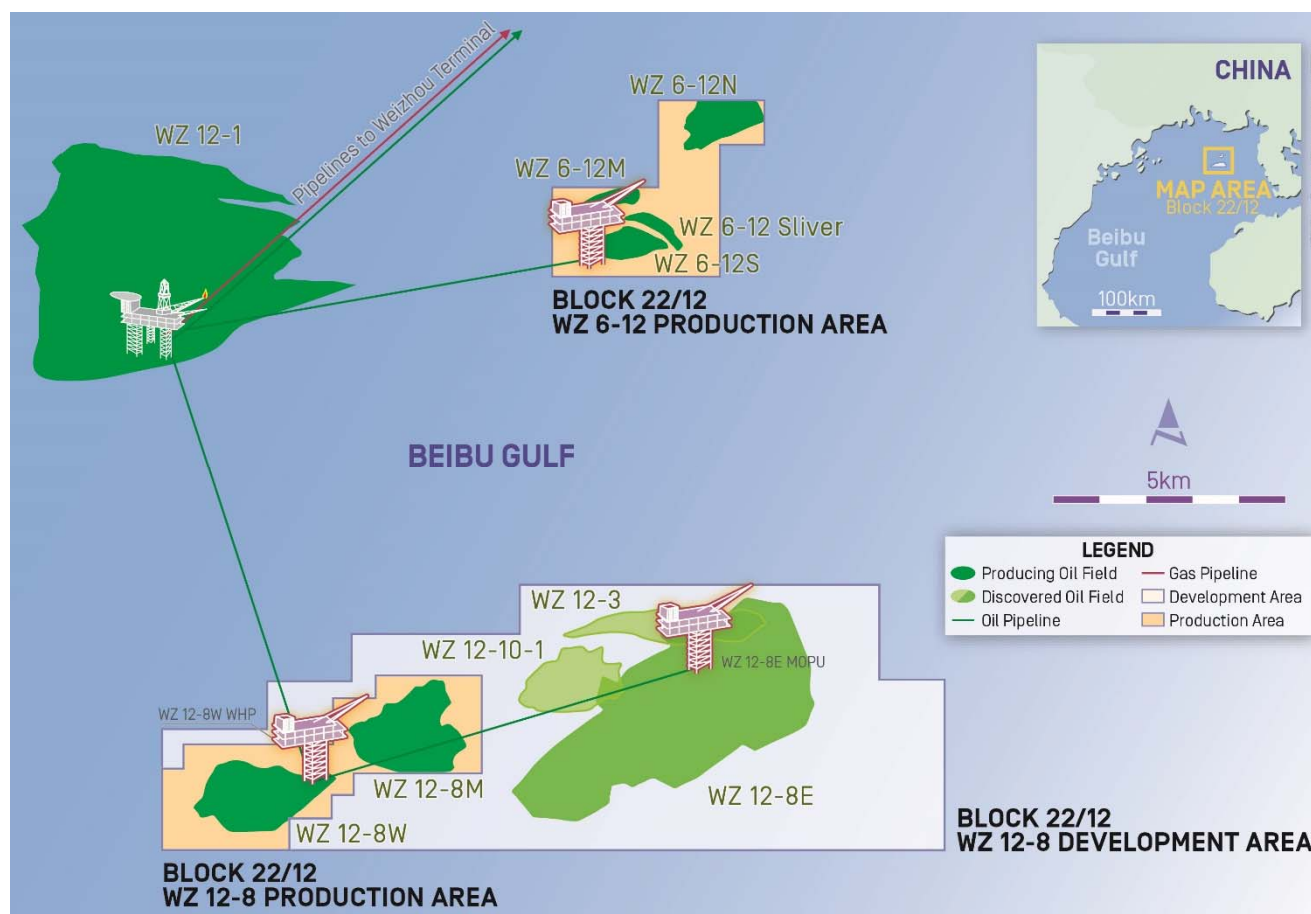 WZ 12-1
Pipelines to Weizhou Terminal
WZ 6-12N
WZ 6-12M
WZ 6-12 Sliver
WZ 6-12S
BLOCK 22/12
WZ 6-12 PRODUCTION AREA
CHINA
MAP AREA
Block 22/12
Beibu
Gulf
100km
BEIBU GULF
5km
LEGEND
Producing Oil Field
Gas Pipeline
Discovered Oil Field
Development Area
Oil Pipeline
Production Area
WZ 12-3
WZ 12-10-1
WZ 12-8E MOPU
WZ 12-8W WHP
WZ 12-8M
WZ 12-8E
WZ 12-8W
BLOCK 22/12
WZ 12-8 DEVELOPMENT AREA
BLOCK 22/12
WZ 12-8 PRODUCTION AREA